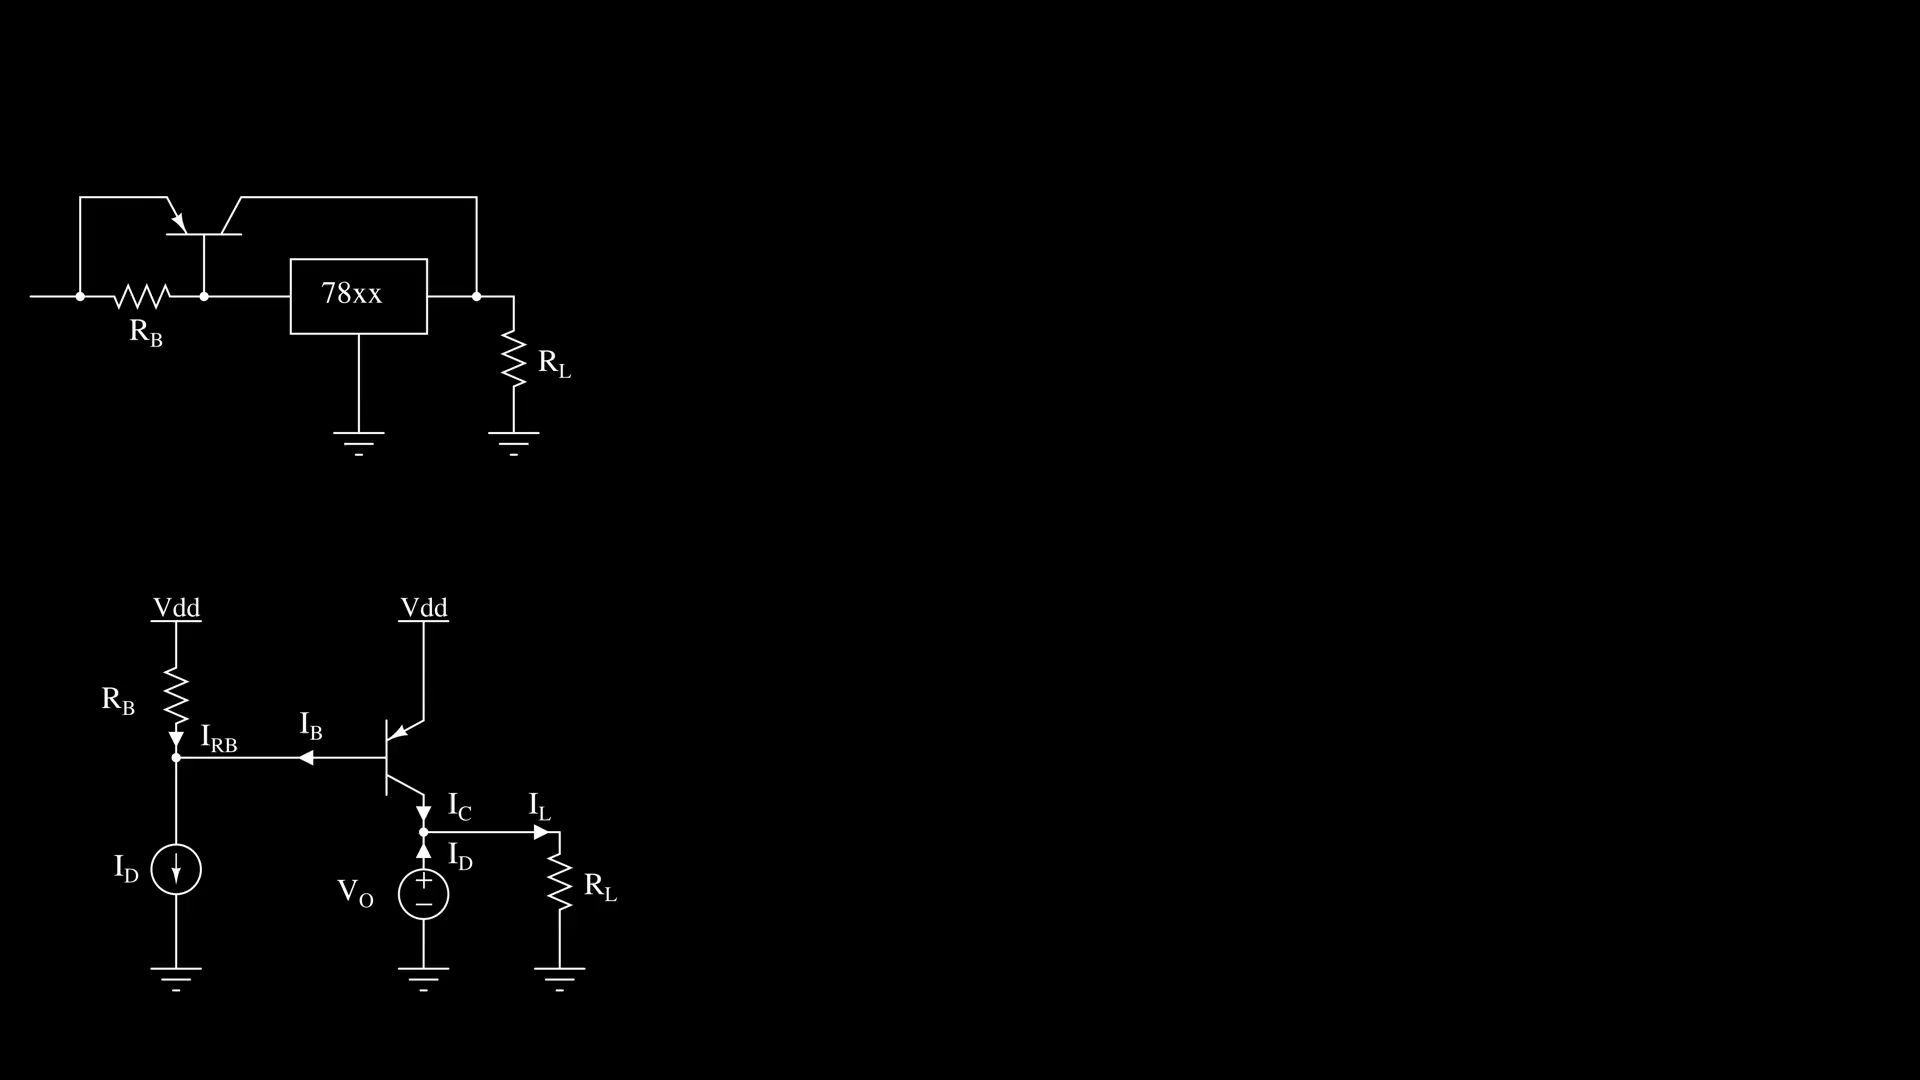 78xx
R_B
R_L
Vdd Vdd
R_B
I_RB
I_B
I_C
I_L
I_D
I_D
V_O
R_L